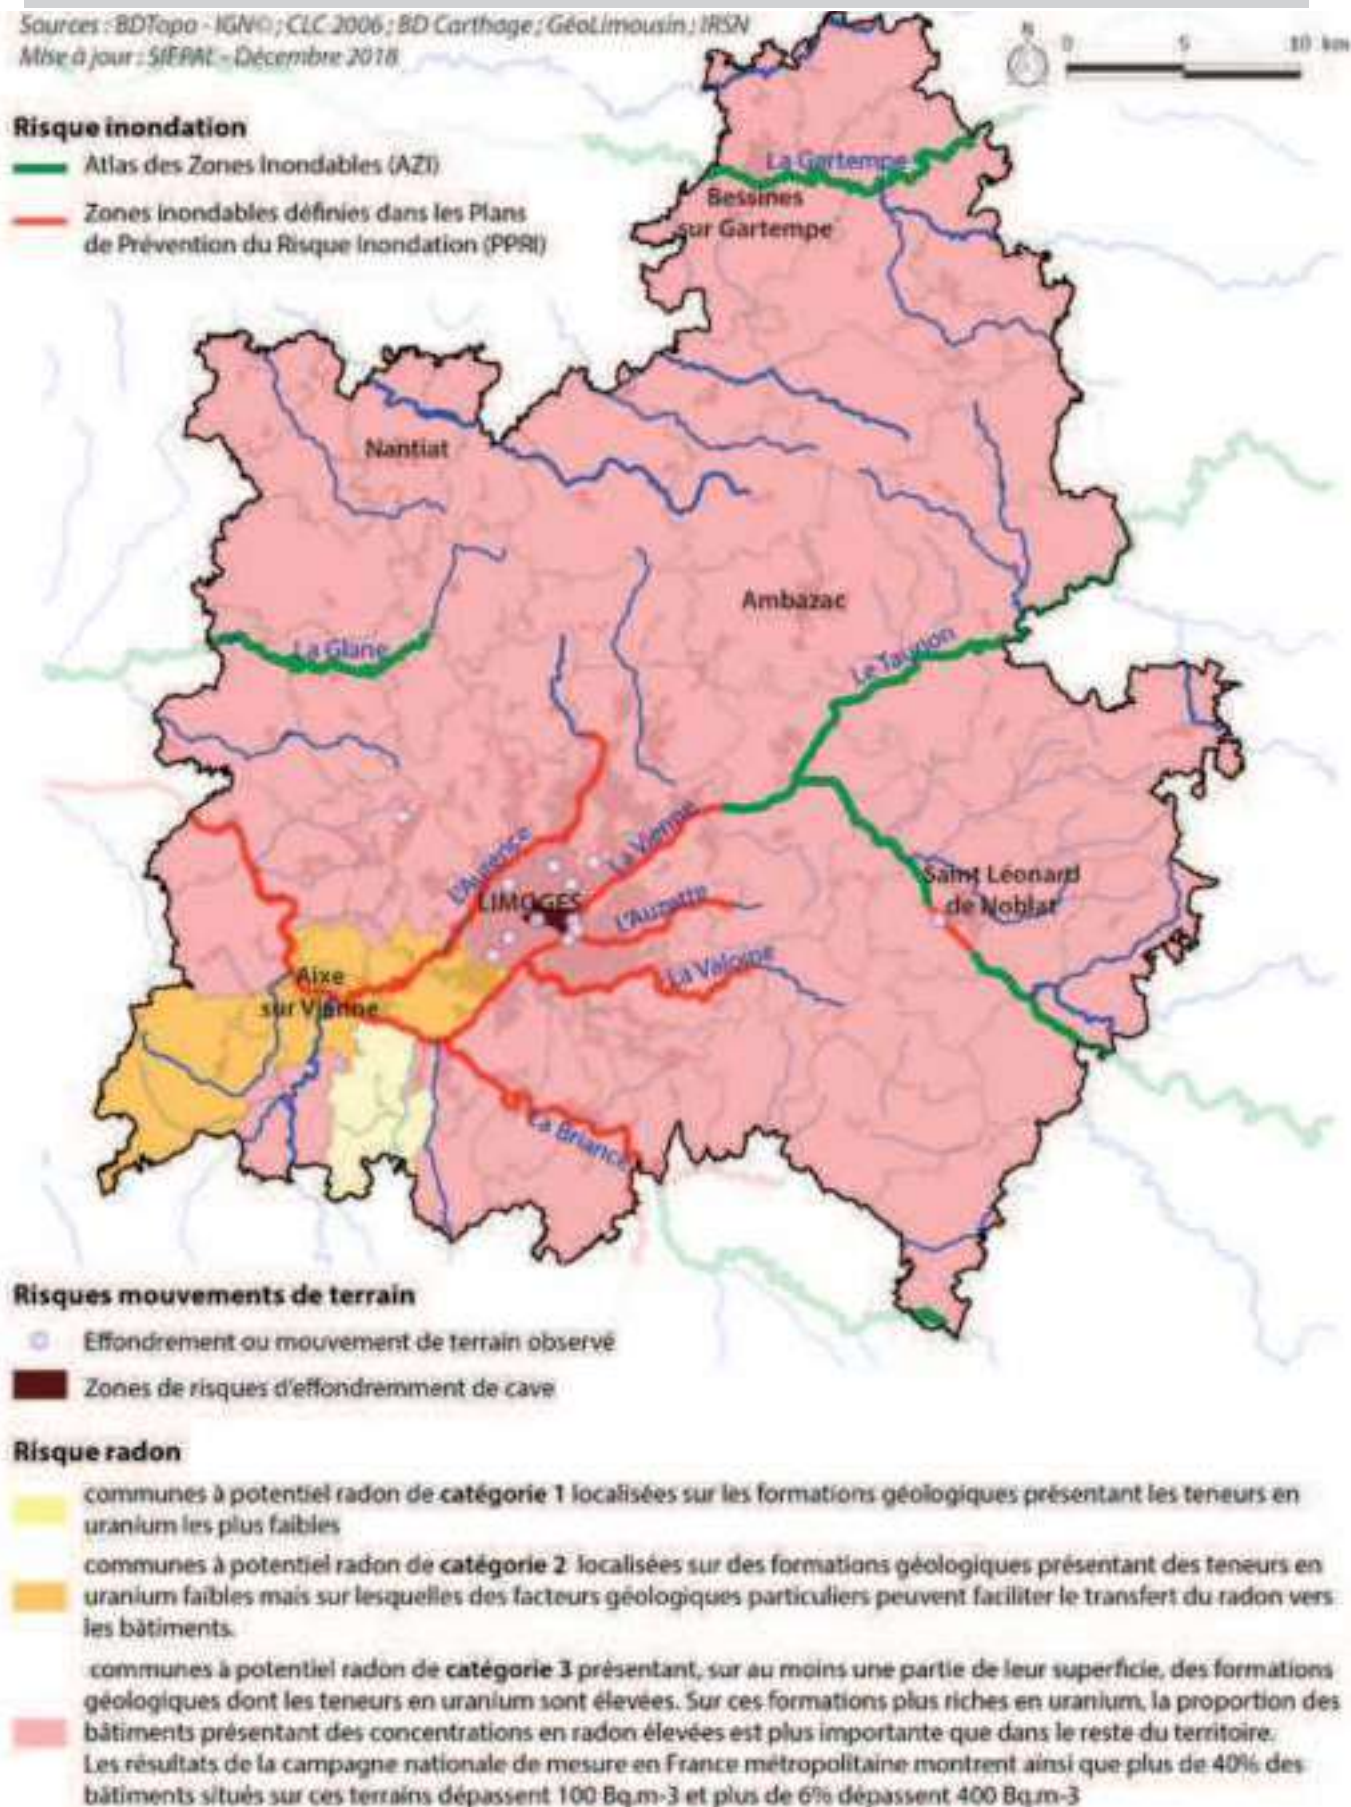 Sources : BDTopo - IGN© ; CLC 2006 ; BD Carthage ; GéoLimousin ; IRSN
Mise à jour : SIEPAL - Décembre 2018
N
0 5 10 km
Risque inondation
Atlas des Zones Inondables (AZI)
Zones Inondables définies dans les Plans
de Prévention du Risque Inondation (PPRI)
La Gartempe
Bessines
sur Gartempe
Nantiat
Ambazac
La Glane
Le Taurion
La Vienne
L'Aurence
LIMOGES
L'Auzette
La Valoine
Saint Léonard
de Noblat
Aixe
sur Vienne
La Briance
Risques mouvements de terrain
Effondrement ou mouvement de terrain observé
Zones de risques d'effondremment de cave
Risque radon
communes à potentiel radon de catégorie 1 localisées sur les formations géologiques présentant les teneurs en
uranium les plus faibles
communes à potentiel radon de catégorie 2 localisées sur des formations géologiques présentant des teneurs en
uranium faibles mais sur lesquelles des facteurs géologiques particuliers peuvent faciliter le transfert du radon vers
les bâtiments.
communes à potentiel radon de catégorie 3 présentant, sur au moins une partie de leur superficie, des formations
géologiques dont les teneurs en uranium sont élevées. Sur ces formations plus riches en uranium, la proportion des
bâtiments présentant des concentrations en radon élevées est plus importante que dans le reste du territoire.
Les résultats de la campagne nationale de mesure en France métropolitaine montrent ainsi que plus de 40% des
bâtiments situés sur ces terrains dépassent 100 Bq.m-3 et plus de 6% dépassent 400 Bq.m-3